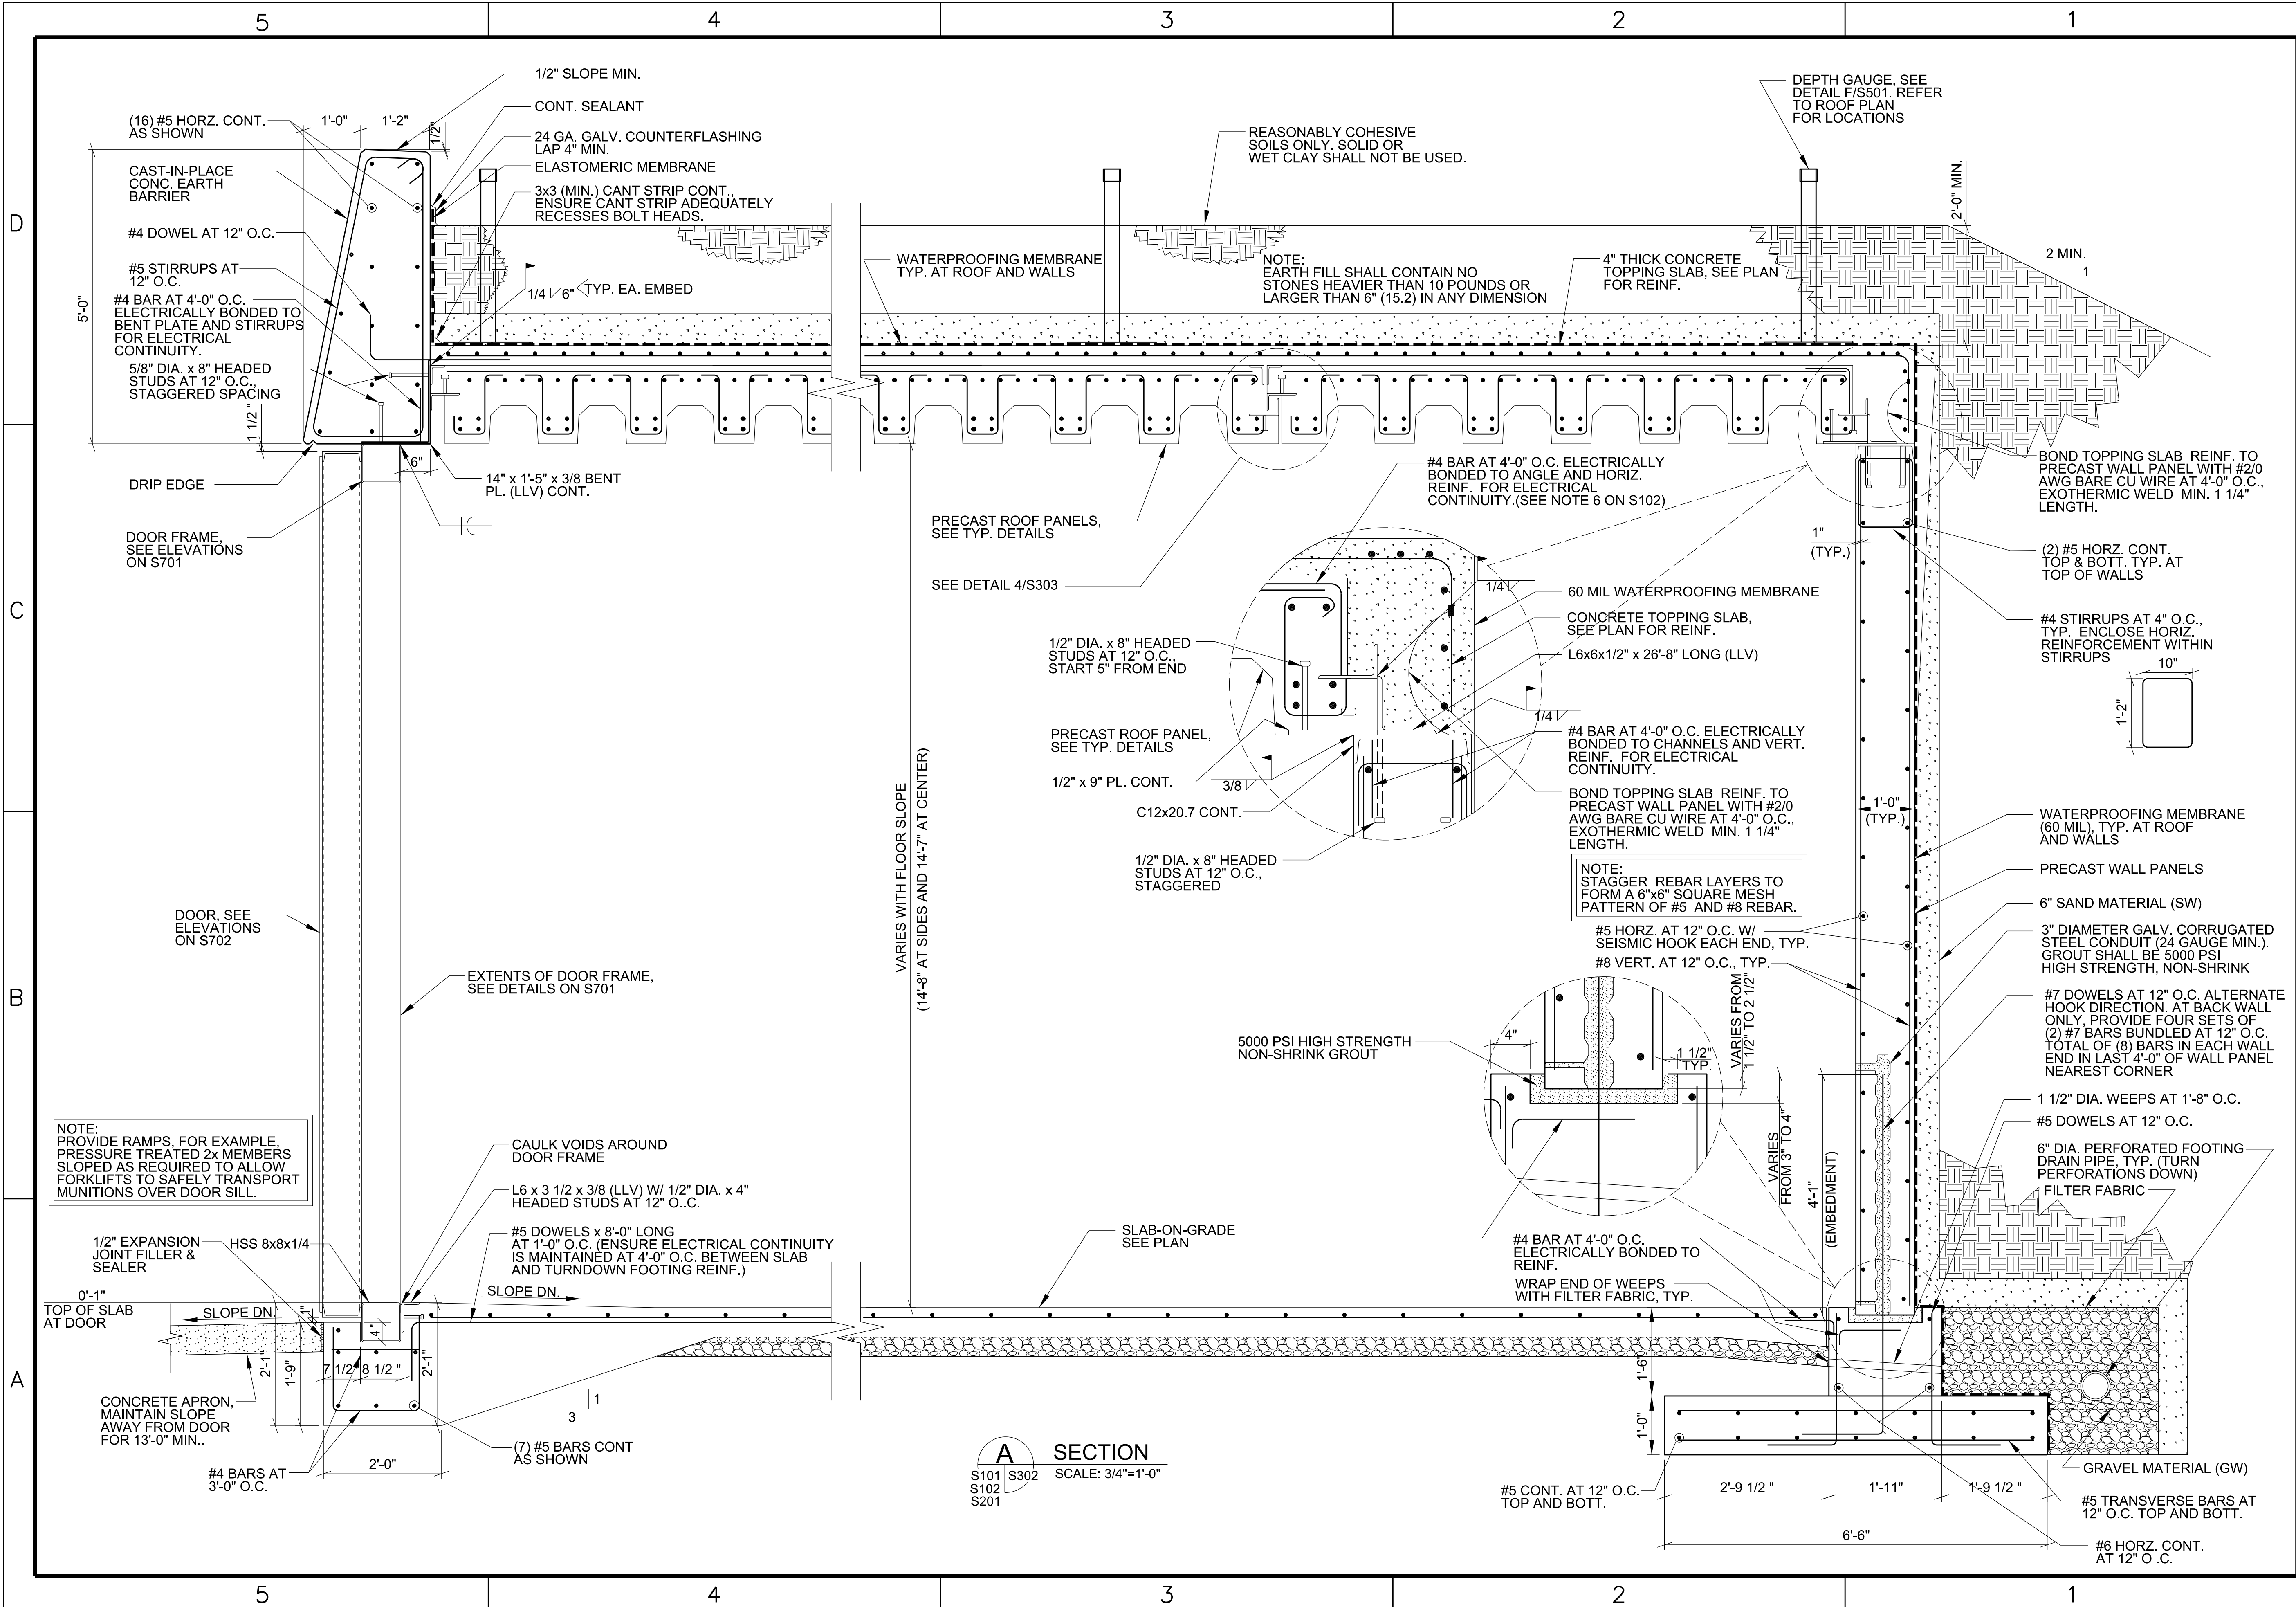 5
4
3
2
1
D
C
B
A
1/2" SLOPE MIN.
CONT. SEALANT
24 GA. GALV. COUNTERFLASHING
LAP 4" MIN.
ELASTOMERIC MEMBRANE
3x3 (MIN.) CANT STRIP CONT.,
ENSURE CANT STRIP ADEQUATELY
RECESSES BOLT HEADS.
(16) #5 HORZ. CONT.
AS SHOWN
1'-0"
1'-2"
1/2"
CAST-IN-PLACE
CONC. EARTH
BARRIER
#4 DOWEL AT 12" O.C.
#5 STIRRUPS AT
12" O.C.
#4 BAR AT 4'-0" O.C.
ELECTRICALLY BONDED TO
BENT PLATE AND STIRRUPS
FOR ELECTRICAL
CONTINUITY.
5/8" DIA. x 8" HEADED
STUDS AT 12" O.C.,
STAGGERED SPACING
5'-0"
1 1/2"
DRIP EDGE
6"
14" x 1'-5" x 3/8 BENT
PL. (LLV) CONT.
1/4
6"
TYP. EA. EMBED
DOOR FRAME,
SEE ELEVATIONS
ON S701
REASONABLY COHESIVE
SOILS ONLY. SOLID OR
WET CLAY SHALL NOT BE USED.
DEPTH GAUGE, SEE
DETAIL F/S501. REFER
TO ROOF PLAN
FOR LOCATIONS
2'-0" MIN.
2 MIN.
1
WATERPROOFING MEMBRANE
TYP. AT ROOF AND WALLS
NOTE:
EARTH FILL SHALL CONTAIN NO
STONES HEAVIER THAN 10 POUNDS OR
LARGER THAN 6" (15.2) IN ANY DIMENSION
4" THICK CONCRETE
TOPPING SLAB, SEE PLAN
FOR REINF.
#4 BAR AT 4'-0" O.C. ELECTRICALLY
BONDED TO ANGLE AND HORIZ.
REINF. FOR ELECTRICAL
CONTINUITY.(SEE NOTE 6 ON S102)
PRECAST ROOF PANELS,
SEE TYP. DETAILS
SEE DETAIL 4/S303
BOND TOPPING SLAB REINF. TO
PRECAST WALL PANEL WITH #2/0
AWG BARE CU WIRE AT 4'-0" O.C.,
EXOTHERMIC WELD MIN. 1 1/4"
LENGTH.
1"
(TYP.)
(2) #5 HORZ. CONT.
TOP & BOTT. TYP. AT
TOP OF WALLS
#4 STIRRUPS AT 4" O.C.,
TYP. ENCLOSE HORIZ.
REINFORCEMENT WITHIN
STIRRUPS
10"
1'-2"
1/4
60 MIL WATERPROOFING MEMBRANE
CONCRETE TOPPING SLAB,
SEE PLAN FOR REINF.
L6x6x1/2" x 26'-8" LONG (LLV)
1/4
1/2" DIA. x 8" HEADED
STUDS AT 12" O.C.,
START 5" FROM END
PRECAST ROOF PANEL,
SEE TYP. DETAILS
1/2" x 9" PL. CONT.
3/8
C12x20.7 CONT.
1/2" DIA. x 8" HEADED
STUDS AT 12" O.C.,
STAGGERED
#4 BAR AT 4'-0" O.C. ELECTRICALLY
BONDED TO CHANNELS AND VERT.
REINF. FOR ELECTRICAL
CONTINUITY.
BOND TOPPING SLAB REINF. TO
PRECAST WALL PANEL WITH #2/0
AWG BARE CU WIRE AT 4'-0" O.C.,
EXOTHERMIC WELD MIN. 1 1/4"
LENGTH.
NOTE:
STAGGER REBAR LAYERS TO
FORM A 6"x6" SQUARE MESH
PATTERN OF #5 AND #8 REBAR.
#5 HORZ. AT 12" O.C. W/
SEISMIC HOOK EACH END, TYP.
#8 VERT. AT 12" O.C., TYP.
1'-0"
(TYP.)
WATERPROOFING MEMBRANE
(60 MIL), TYP. AT ROOF
AND WALLS
PRECAST WALL PANELS
6" SAND MATERIAL (SW)
3" DIAMETER GALV. CORRUGATED
STEEL CONDUIT (24 GAUGE MIN.).
GROUT SHALL BE 5000 PSI
HIGH STRENGTH, NON-SHRINK
#7 DOWELS AT 12" O.C. ALTERNATE
HOOK DIRECTION. AT BACK WALL
ONLY, PROVIDE FOUR SETS OF
(2) #7 BARS BUNDLED AT 12" O.C.
TOTAL OF (8) BARS IN EACH WALL
END IN LAST 4'-0" OF WALL PANEL
NEAREST CORNER
1 1/2" DIA. WEEPS AT 1'-8" O.C.
#5 DOWELS AT 12" O.C.
6" DIA. PERFORATED FOOTING
DRAIN PIPE, TYP. (TURN
PERFORATIONS DOWN)
FILTER FABRIC
VARIES WITH FLOOR SLOPE
(14'-8" AT SIDES AND 14'-7" AT CENTER)
DOOR, SEE
ELEVATIONS
ON S702
EXTENTS OF DOOR FRAME,
SEE DETAILS ON S701
5000 PSI HIGH STRENGTH
NON-SHRINK GROUT
4"
1 1/2"
TYP.
VARIES FROM
1 1/2" TO 2 1/2"
VARIES
FROM 3" TO 4"
4'-1"
(EMBEDMENT)
NOTE:
PROVIDE RAMPS, FOR EXAMPLE,
PRESSURE TREATED 2x MEMBERS
SLOPED AS REQUIRED TO ALLOW
FORKLIFTS TO SAFELY TRANSPORT
MUNITIONS OVER DOOR SILL.
CAULK VOIDS AROUND
DOOR FRAME
L6 x 3 1/2 x 3/8 (LLV) W/ 1/2" DIA. x 4"
HEADED STUDS AT 12" O..C.
#5 DOWELS x 8'-0" LONG
AT 1'-0" O.C. (ENSURE ELECTRICAL CONTINUITY
IS MAINTAINED AT 4'-0" O.C. BETWEEN SLAB
AND TURNDOWN FOOTING REINF.)
1/2" EXPANSION
JOINT FILLER &
SEALER
HSS 8x8x1/4
0'-1"
TOP OF SLAB
AT DOOR
SLOPE DN.
SLOPE DN.
SLAB-ON-GRADE
SEE PLAN
#4 BAR AT 4'-0" O.C.
ELECTRICALLY BONDED TO
REINF.
WRAP END OF WEEPS
WITH FILTER FABRIC, TYP.
1"
4"
2'-1"
1'-9"
7 1/2"
8 1/2"
2'-1"
CONCRETE APRON,
MAINTAIN SLOPE
AWAY FROM DOOR
FOR 13'-0" MIN..
#4 BARS AT
3'-0" O.C.
2'-0"
(7) #5 BARS CONT
AS SHOWN
3
1
A
SECTION
S101
S302
SCALE: 3/4"=1'-0"
S102
S201
1'-6"
1'-0"
#5 CONT. AT 12" O.C.
TOP AND BOTT.
2'-9 1/2 "
1'-11"
1'-9 1/2 "
6'-6"
GRAVEL MATERIAL (GW)
#5 TRANSVERSE BARS AT
12" O.C. TOP AND BOTT.
#6 HORZ. CONT.
AT 12" O .C.
5
4
3
2
1